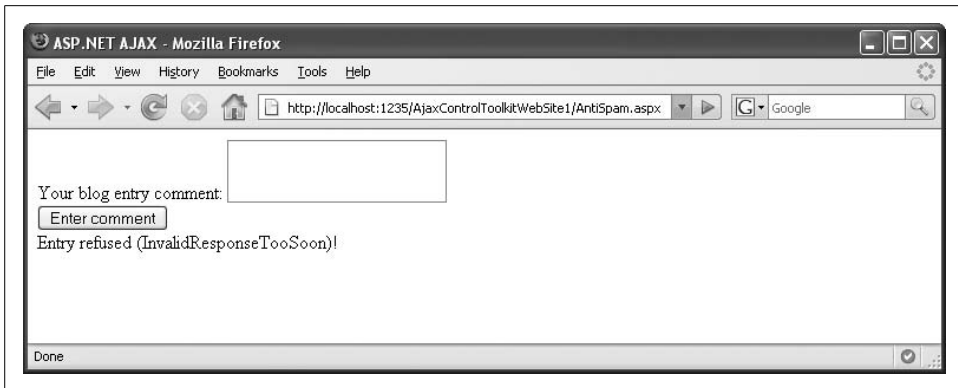 ASP.NET AJAX - Mozilla Firefox
File Edit View History Bookmarks Tools Help
http://localhost:1235/AjaxControlToolkitWebSite1/AntiSpam.aspx G Google
Your blog entry comment:
Enter comment
Entry refused (InvalidResponseTooSoon)!
Done